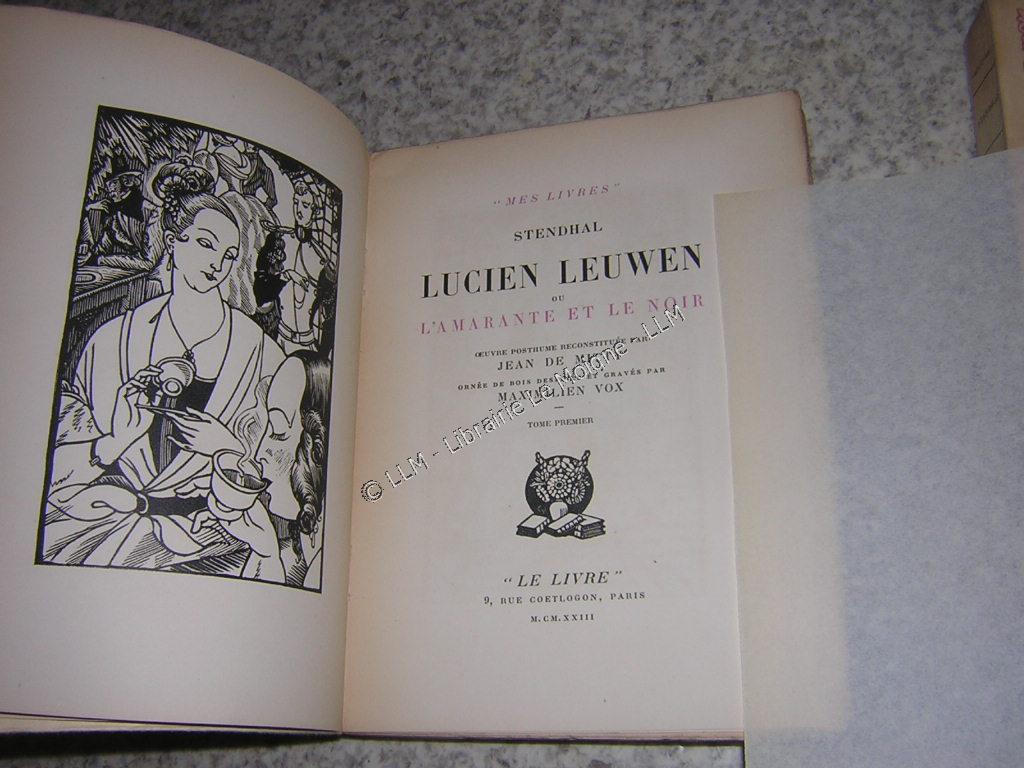 "MES LIVRES"
STENDHAL
LUCIEN LEUWEN
OU
L'AMARANTE ET LE NOIR
ŒUVRE POSTHUME RECONSTITUÉE PAR
JEAN DE
ORNÉE DE BOIS DESSINÉS ET GRAVÉS PAR
MAXIMILIEN VOX
TOME PREMIER
"LE LIVRE"
9, RUE COETLOGON, PARIS
M.CM.XXIII
© LLM - Librairie Le Molone ..LLM